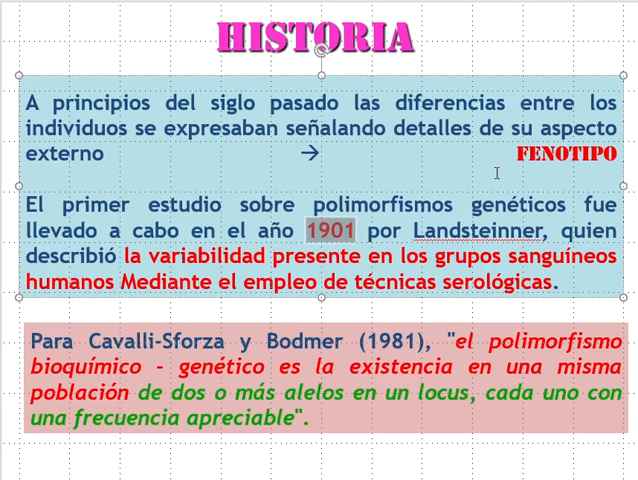 HISTORIA
A principios del siglo pasado las diferencias entre los
individuos se expresaban señalando detalles de su aspecto
externo → FENOTIPO
El primer estudio sobre polimorfismos genéticos fue
llevado a cabo en el año 1901 por Landsteinner, quien
describió la variabilidad presente en los grupos sanguíneos
humanos Mediante el empleo de técnicas serológicas.
Para Cavalli-Sforza y Bodmer (1981), "el polimorfismo
bioquímico - genético es la existencia en una misma
población de dos o más alelos en un locus, cada uno con
una frecuencia apreciable".